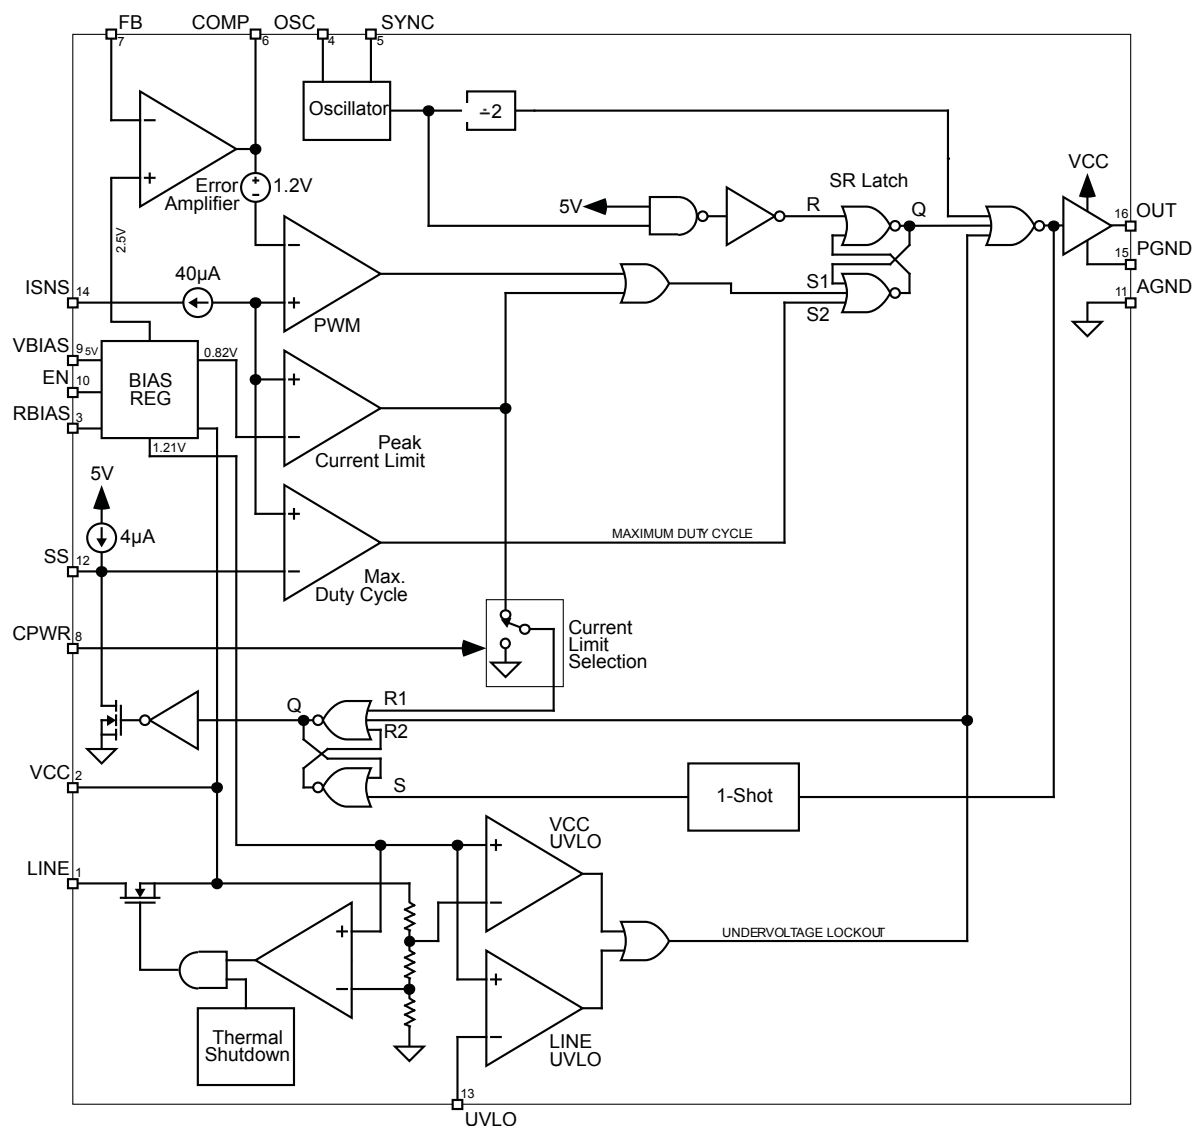 FB
COMP
OSC
SYNC
7
6
4
5
Oscillator
÷2
VCC
SR Latch
1.2V
Error
Amplifier
5V
R
Q
16
OUT
2.5V
15
PGND
40µA
ISNS
14
S1
11
AGND
S2
PWM
VBIAS
9
5V
0.82V
EN
10
BIAS
REG
RBIAS
3
1.21V
Peak
Current Limit
5V
4µA
MAXIMUM DUTY CYCLE
SS
12
Max.
Duty Cycle
CPWR
8
Current
Limit
Selection
Q
R1
R2
VCC
2
S
1-Shot
VCC
UVLO
LINE
1
UNDERVOLTAGE LOCKOUT
Thermal
Shutdown
LINE
UVLO
13
UVLO